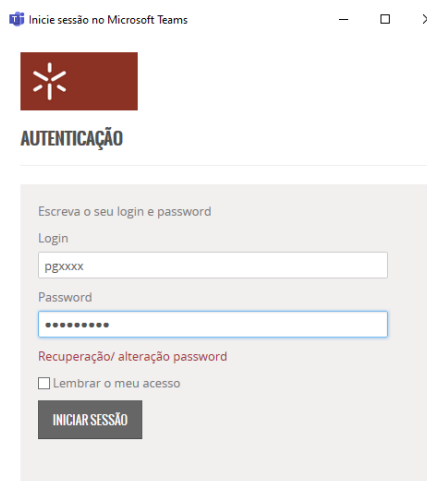 Inicie sessão no Microsoft Teams
AUTENTICAÇÃO
Escreva o seu login e password
Login
pgxxxx
Password
•••••••••
Recuperação/ alteração password
Lembrar o meu acesso
INICIAR SESSÃO